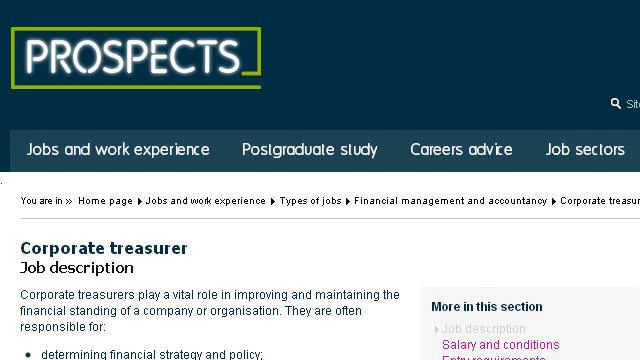 PROSPECTS
Site
Jobs and work experience Postgraduate study Careers advice Job sectors
You are in » Home page Jobs and work experience Types of jobs Financial management and accountancy Corporate treasur
Corporate treasurer
Job description
Corporate treasurers play a vital role in improving and maintaining the
financial standing of a company or organisation. They are often
responsible for:
• determining financial strategy and policy;
More in this section
Job description
Salary and conditions
Entry requirements